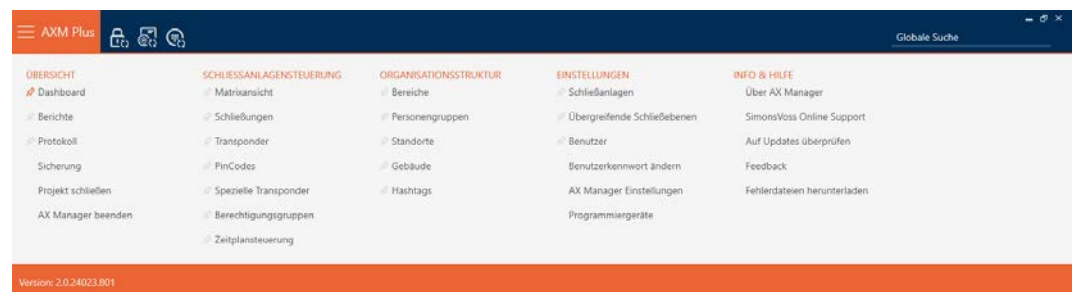 AXM Plus
Globale Suche
ÜBERSICHT
Dashboard
Berichte
Protokoll
Sicherung
Projekt schließen
AX Manager beenden
SCHLIESSANLAGENSTEUERUNG
Matrixansicht
Schließungen
Transponder
PinCodes
Spezielle Transponder
Berechtigungsgruppen
Zeitplansteuerung
ORGANISATIONSSTRUKTUR
Bereiche
Personengruppen
Standorte
Gebäude
Hashtags
EINSTELLUNGEN
Schließanlagen
Übergreifende Schließebenen
Benutzer
Benutzerkennwort ändern
AX Manager Einstellungen
Programmiergeräte
INFO & HILFE
Über AX Manager
SimonsVoss Online Support
Auf Updates überprüfen
Feedback
Fehlerdateien herunterladen
Version: 2.0.24023.801